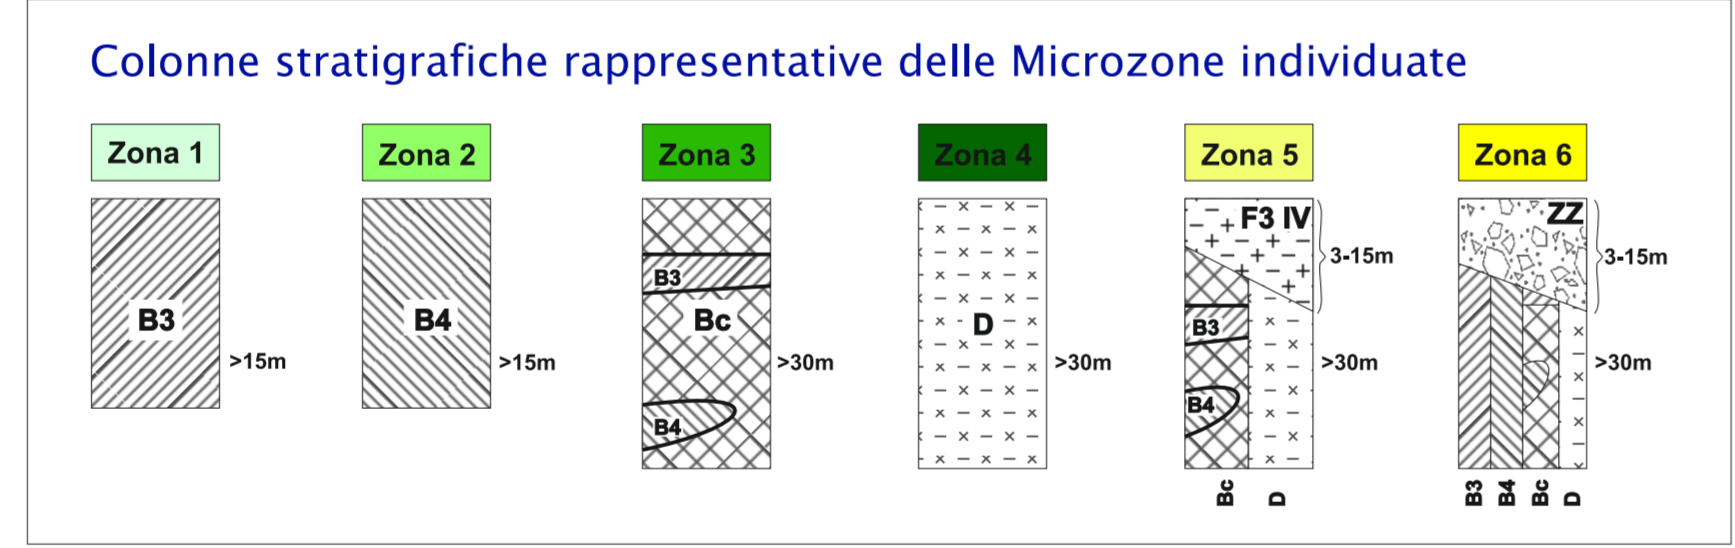 Colonne stratigrafiche rappresentative delle Microzone individuate
Zona 1
Zona 2
Zona 3
Zona 4
Zona 5
Zona 6
B3
>15m
B4
>15m
B3
Bc
B4
>30m
D
>30m
F3 IV
3-15m
B3
B4
>30m
Bc
D
ZZ
3-15m
>30m
B3
B4
Bc
D